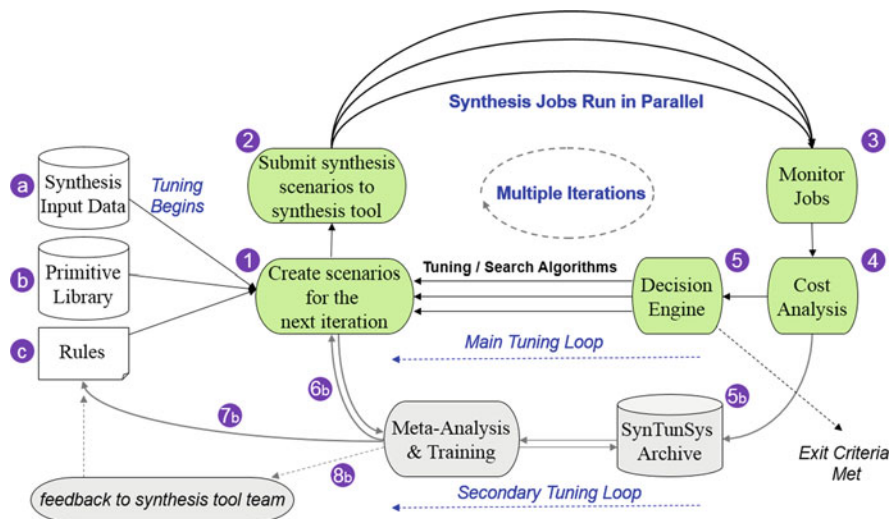 Synthesis Jobs Run in Parallel
2
Submit synthesis
scenarios to
synthesis tool
3
Monitor
Jobs
a
Synthesis
Input Data
Tuning
Begins
Multiple Iterations
b
Primitive
Library
1
Create scenarios
for the
next iteration
Tuning / Search Algorithms
5
Decision
Engine
4
Cost
Analysis
c
Rules
Main Tuning Loop
6b
7b
Meta-Analysis
& Training
5b
SynTunSys
Archive
8b
Exit Criteria
Met
feedback to synthesis tool team
Secondary Tuning Loop